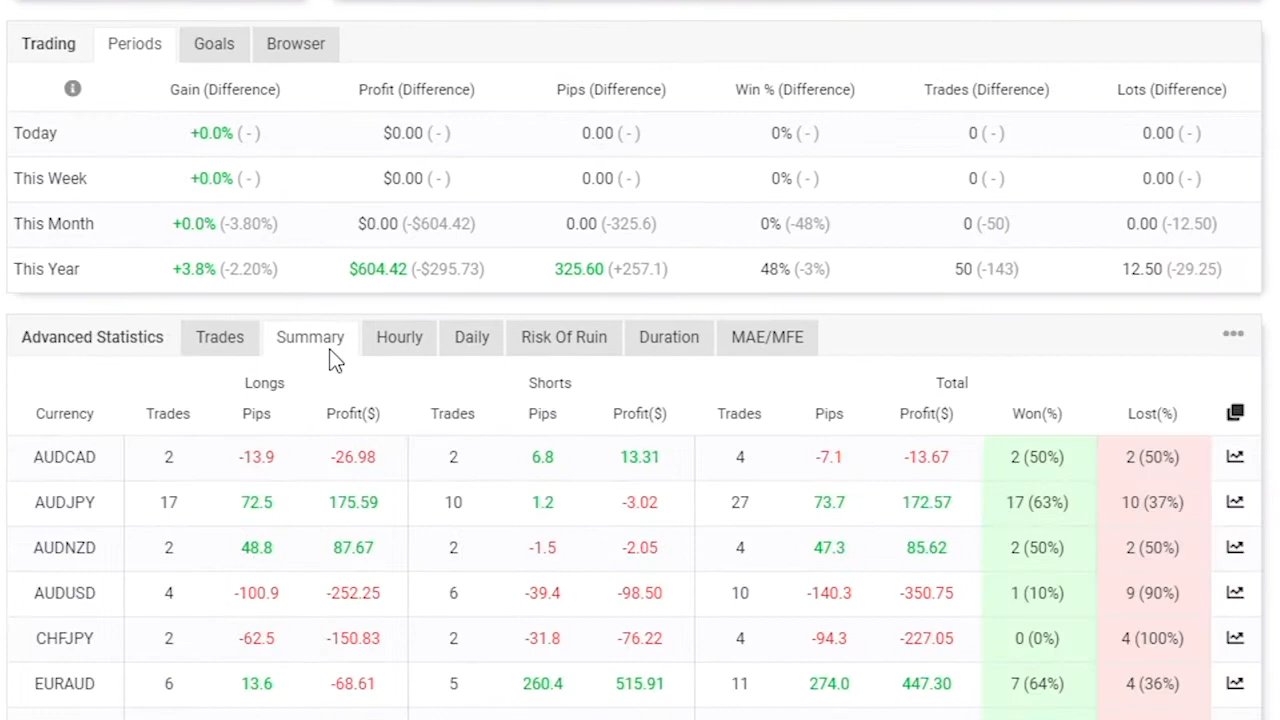 Trading Periods Goals Browser
Gain (Difference) Profit (Difference) Pips (Difference) Win % (Difference) Trades (Difference) Lots (Difference)
Today +0.0% ( - ) $0.00 ( - ) 0.00 ( - ) 0% ( - ) 0 ( - ) 0.00 ( - )
This Week +0.0% ( - ) $0.00 ( - ) 0.00 ( - ) 0% ( - ) 0 ( - ) 0.00 ( - )
This Month +0.0% (-3.80%) $0.00 (-$604.42) 0.00 (-325.6) 0% (-48%) 0 (-50) 0.00 (-12.50)
This Year +3.8% (-2.20%) $604.42 (-$295.73) 325.60 (+257.1) 48% (-3%) 50 (-143) 12.50 (-29.25)
Advanced Statistics Trades Summary Hourly Daily Risk Of Ruin Duration MAE/MFE
Longs Shorts Total
Currency Trades Pips Profit($) Trades Pips Profit($) Trades Pips Profit($) Won(%) Lost(%)
AUDCAD 2 -13.9 -26.98 2 6.8 13.31 4 -7.1 -13.67 2 (50%) 2 (50%)
AUDJPY 17 72.5 175.59 10 1.2 -3.02 27 73.7 172.57 17 (63%) 10 (37%)
AUDNZD 2 48.8 87.67 2 -1.5 -2.05 4 47.3 85.62 2 (50%) 2 (50%)
AUDUSD 4 -100.9 -252.25 6 -39.4 -98.50 10 -140.3 -350.75 1 (10%) 9 (90%)
CHFJPY 2 -62.5 -150.83 2 -31.8 -76.22 4 -94.3 -227.05 0 (0%) 4 (100%)
EURAUD 6 13.6 -68.61 5 260.4 515.91 11 274.0 447.30 7 (64%) 4 (36%)